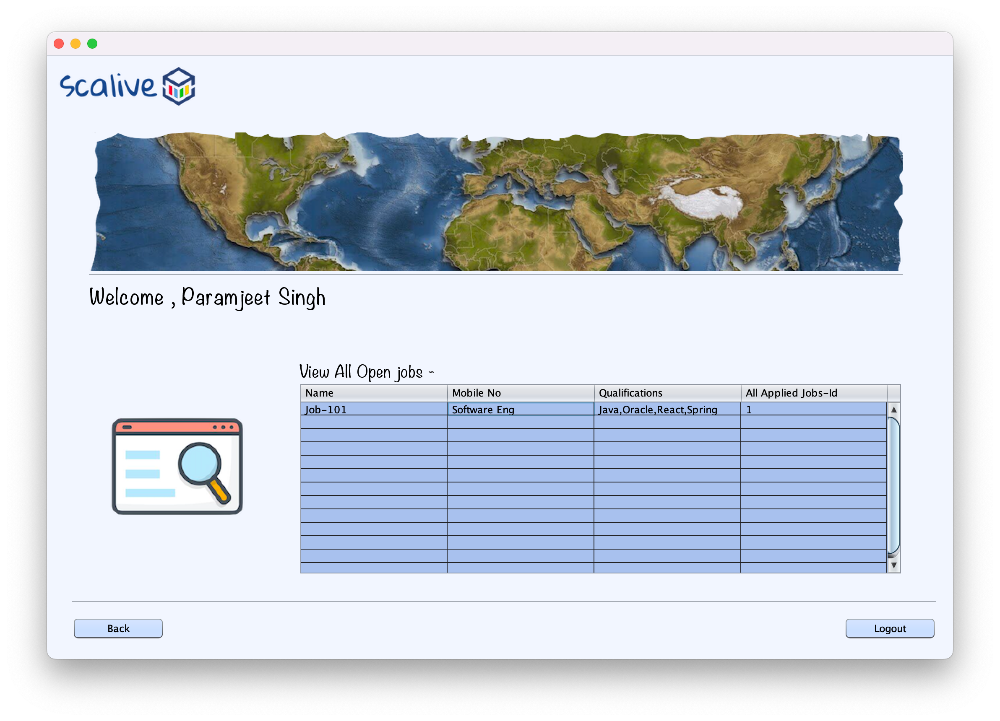 scalive
Welcome , Paramjeet Singh
View All Open jobs -
Name Mobile No Qualifications All Applied Jobs-Id
Job-101 Software Eng Java,Oracle,React,Spring 1
Back Logout